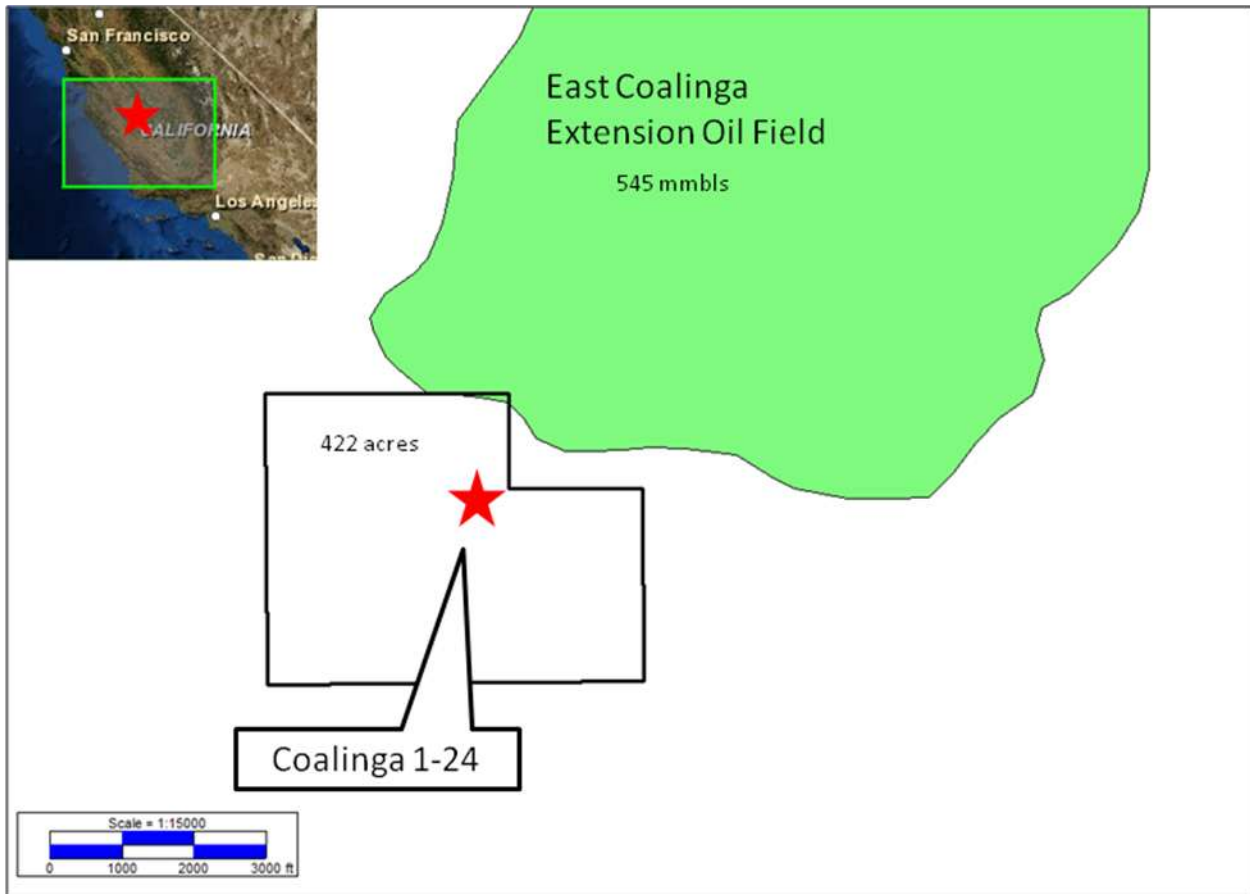 San Francisco
CALIFORNIA
Los Angeles
East Coalinga
Extension Oil Field
545 mmbls
422 acres
Coalinga 1-24
Scale = 1:15000
0 1000 2000 3000 ft